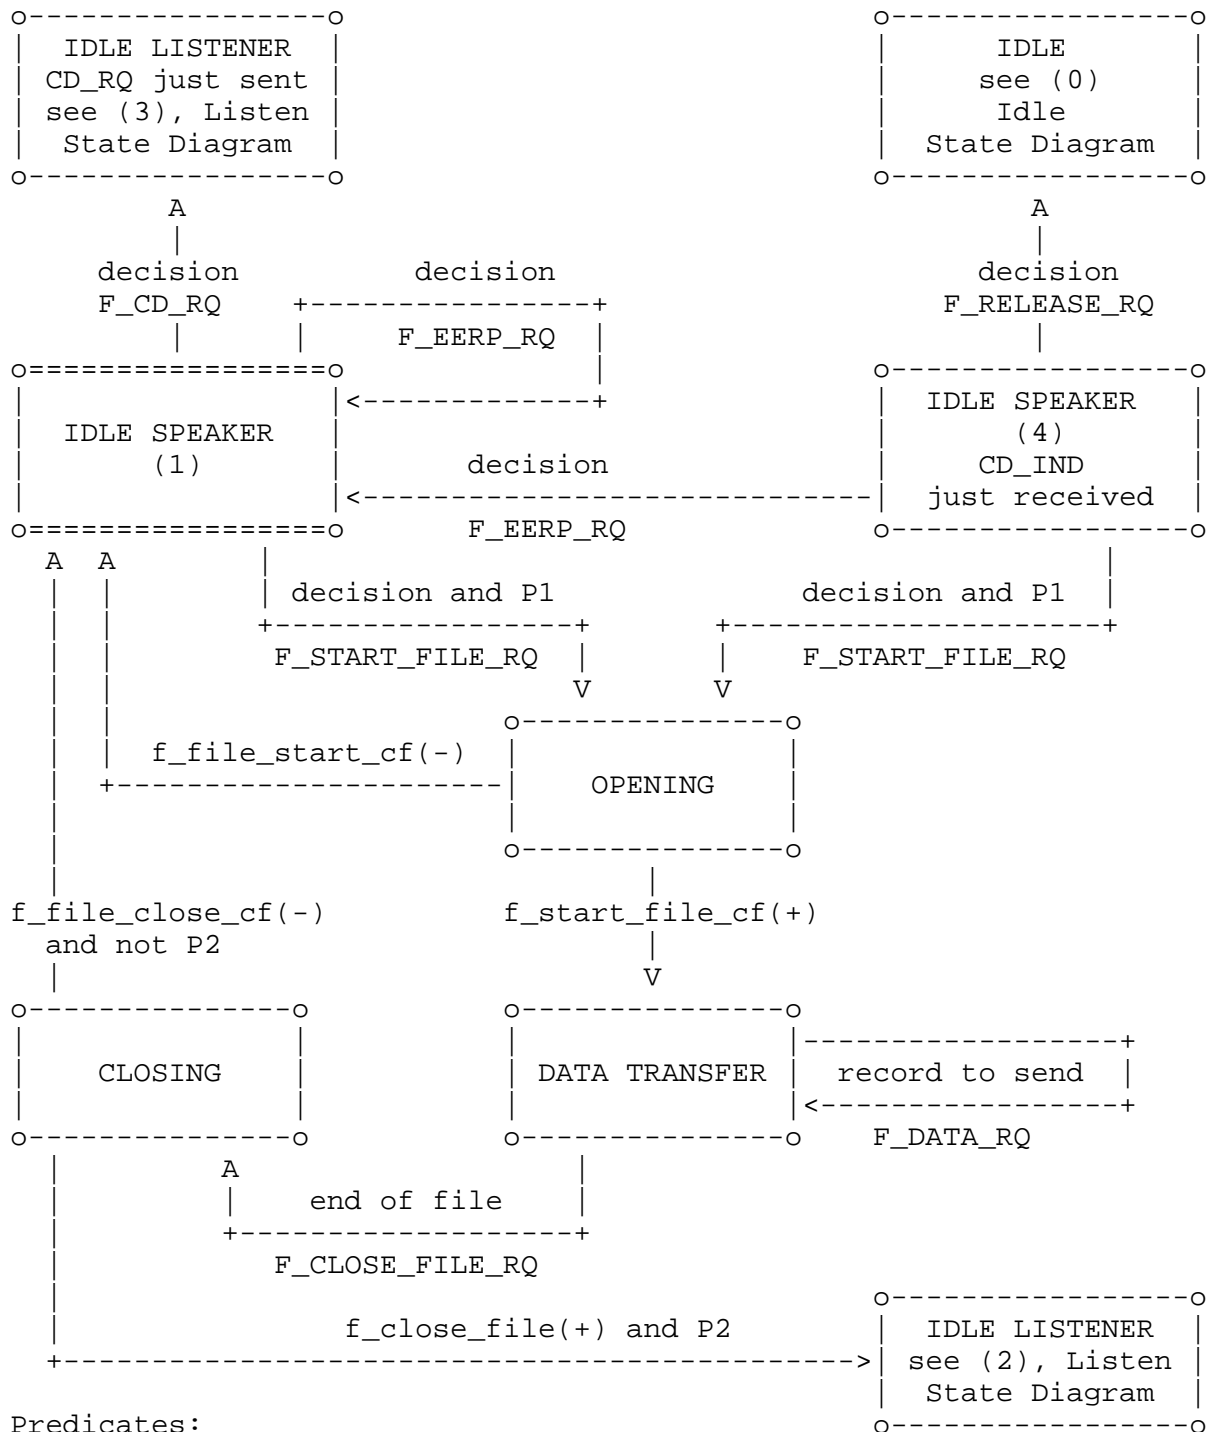 IDLE LISTENER IDLE
CD_RQ just sent see (0)
see (3), Listen Idle
State Diagram State Diagram
A A
decision decision decision
F_CD_RQ F_RELEASE_RQ
F_EERP_RQ
IDLE SPEAKER
IDLE SPEAKER (4)
(1) decision CD_IND
just received
F_EERP_RQ
A A
decision and P1 decision and P1
F_START_FILE_RQ F_START_FILE_RQ
V V
f_file_start_cf(-)
OPENING
f_file_close_cf(-) f_start_file_cf(+)
and not P2
V
CLOSING DATA TRANSFER record to send
F_DATA_RQ
A
end of file
F_CLOSE_FILE_RQ
f_close_file(+) and P2 IDLE LISTENER
see (2), Listen
State Diagram
Predicates: